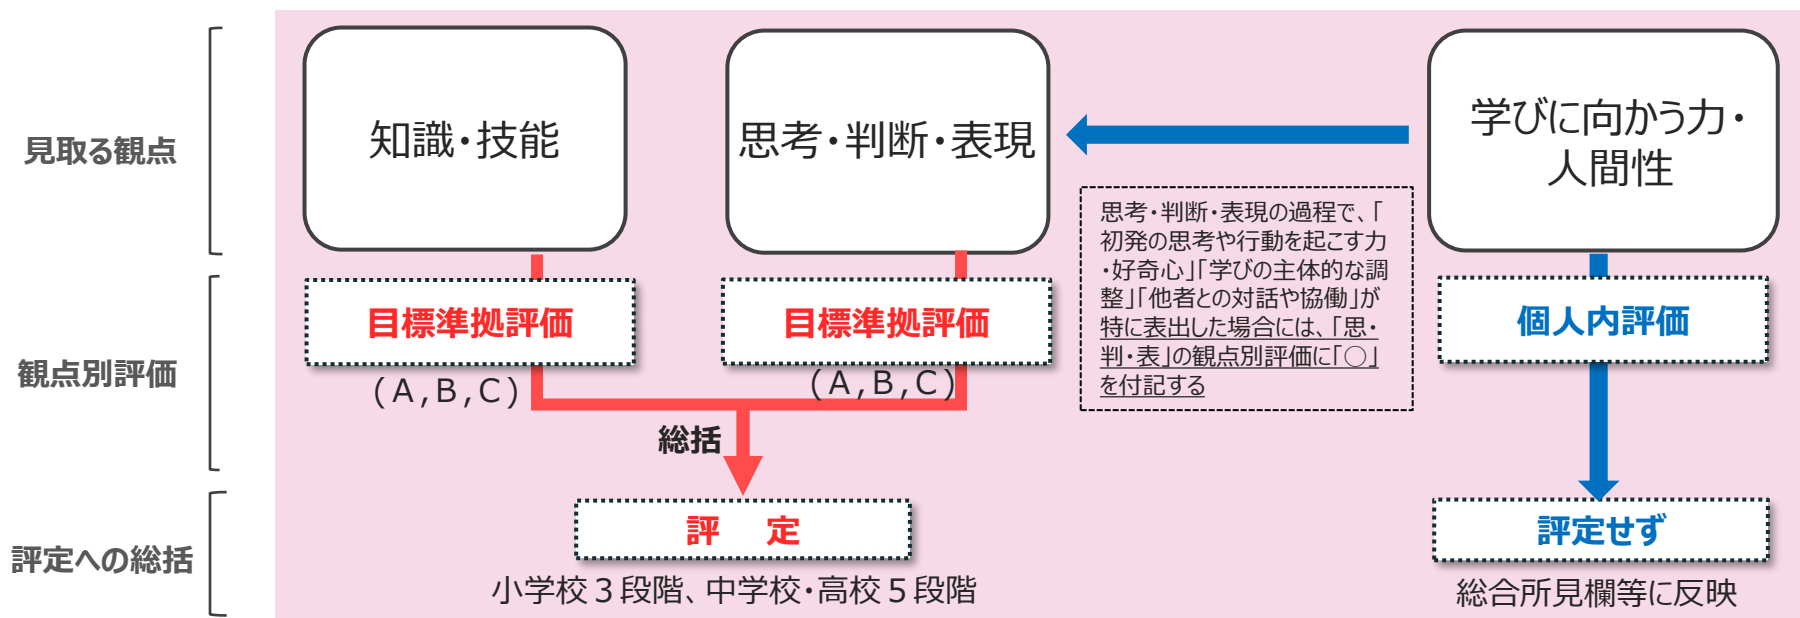 見取る観点
知識・技能
思考・判断・表現
学びに向かう力・
人間性
思考・判断・表現の過程で、「
初発の思考や行動を起こす力
・好奇心」「学びの主体的な調
整」「他者との対話や協働」が
特に表出した場合には、「思・
判・表」の観点別評価に「○」
を付記する
観点別評価
目標準拠評価
(A,B,C)
目標準拠評価
(A,B,C)
個人内評価
総括
評定への総括
評　定
小学校3段階、中学校・高校5段階
評定せず
総合所見欄等に反映